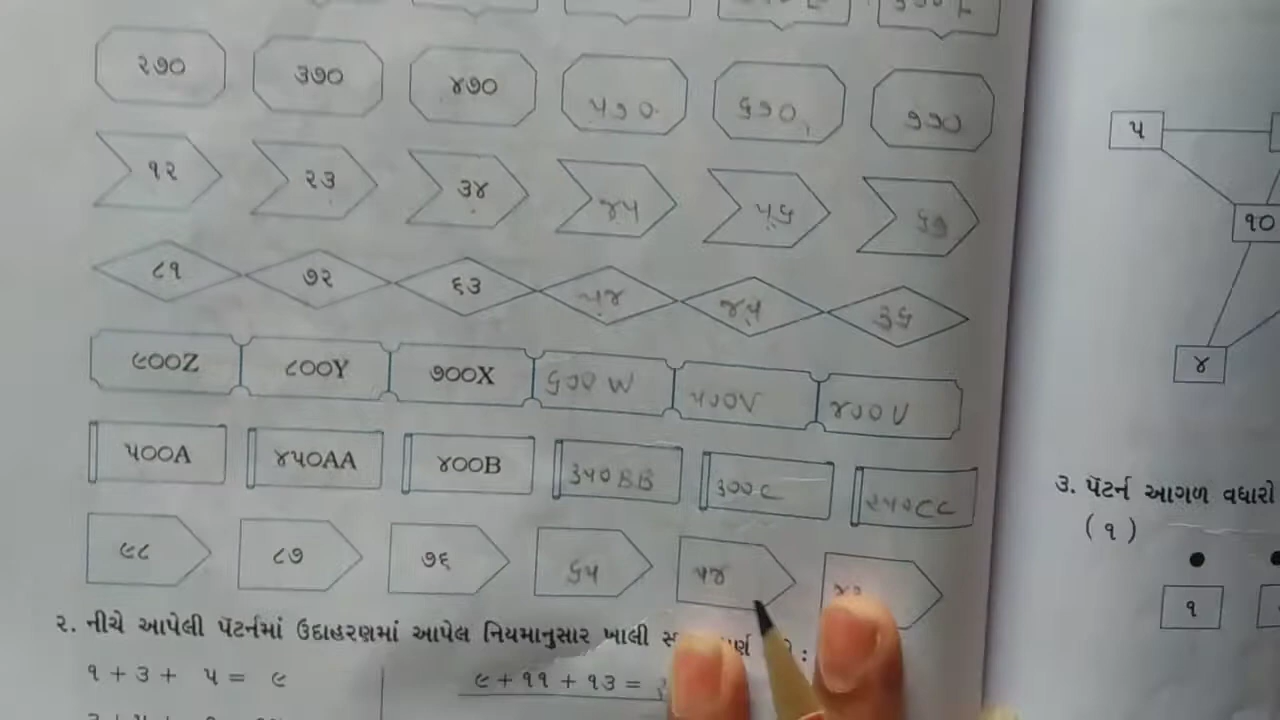 ૨૭૦ ૩૭૦ ૪૭૦ ૫૭૦ ૬૭૦ ૭૭૦
૧૨ ૨૩ ૩૪ ૪૫ ૫૬ ૬૭
૮૧ ૭૨ ૬૩ ૫૪ ૪૫ ૩૬
૯૦૦Z ૮૦૦Y ૭૦૦X ૬૦૦W ૫૦૦V ૪૦૦U
૫૦૦A ૪૫૦AA ૪૦૦B ૩૫૦BB ૩૦૦C ૨૫૦CC
૯૮ ૮૭ ૭૬ ૬૫ ૫૪
૨. નીચે આપેલી પૅટર્નમાં ઉદાહરણમાં આપેલ નિયમાનુસાર ખાલી
૧ + ૩ + ૫ = ૯
૯ + ૧૧ + ૧૩ =
૫
૧૦
૪
૩. પૅટર્ન આગળ વધારો
(૧)
૧